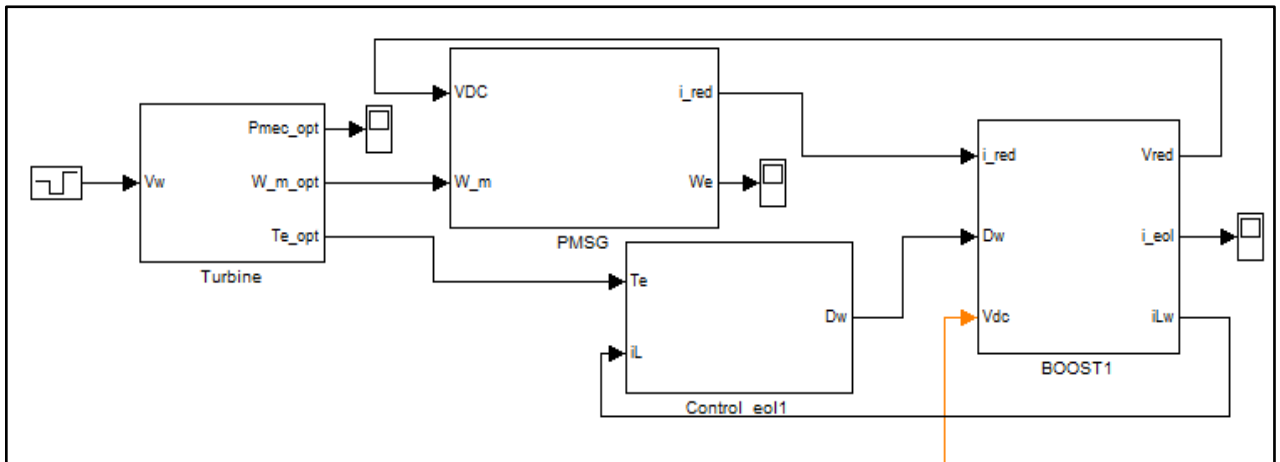 VDC
i_red
Pmec_opt
i_red
Vred
Vw
W_m_opt
W_m
We
Te_opt
PMSG
Dw
i_eol
Turbine
Te
Dw
Vdc
iLw
iL
BOOST1
Control_eol1